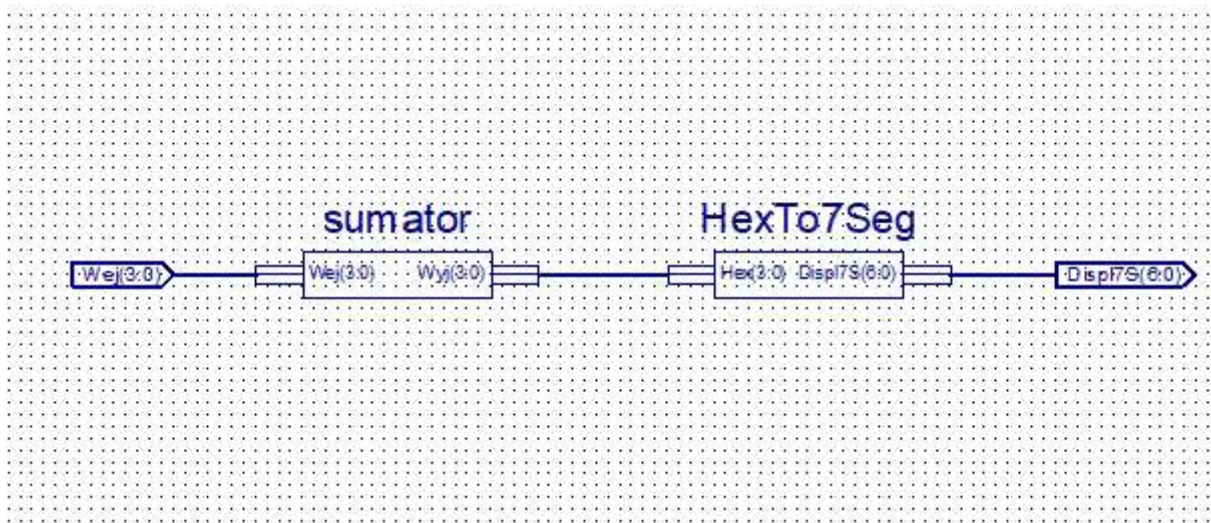 sumator
HexTo7Seg
Wej(3:0)
Wej(3:0)
Wyj(3:0)
Hex(3:0)
Displ7S(6:0)
Displ7S(6:0)